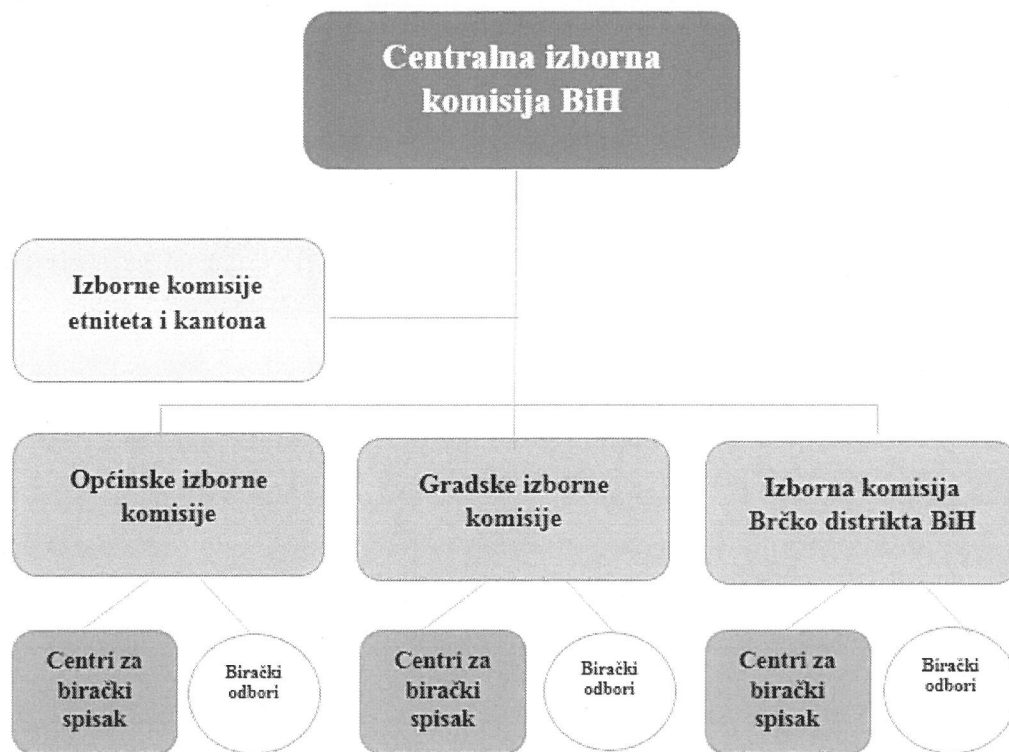 Centralna izborna
komisija BiH
Izborne komisije
etniteta i kantona
Općinske izborne
komisije
Gradske izborne
komisije
Izborna komisija
Brčko distrikta BiH
Centri za
birački
spisak
Birački
odbori
Centri za
birački
spisak
Birački
odbori
Centri za
birački
spisak
Birački
odbori